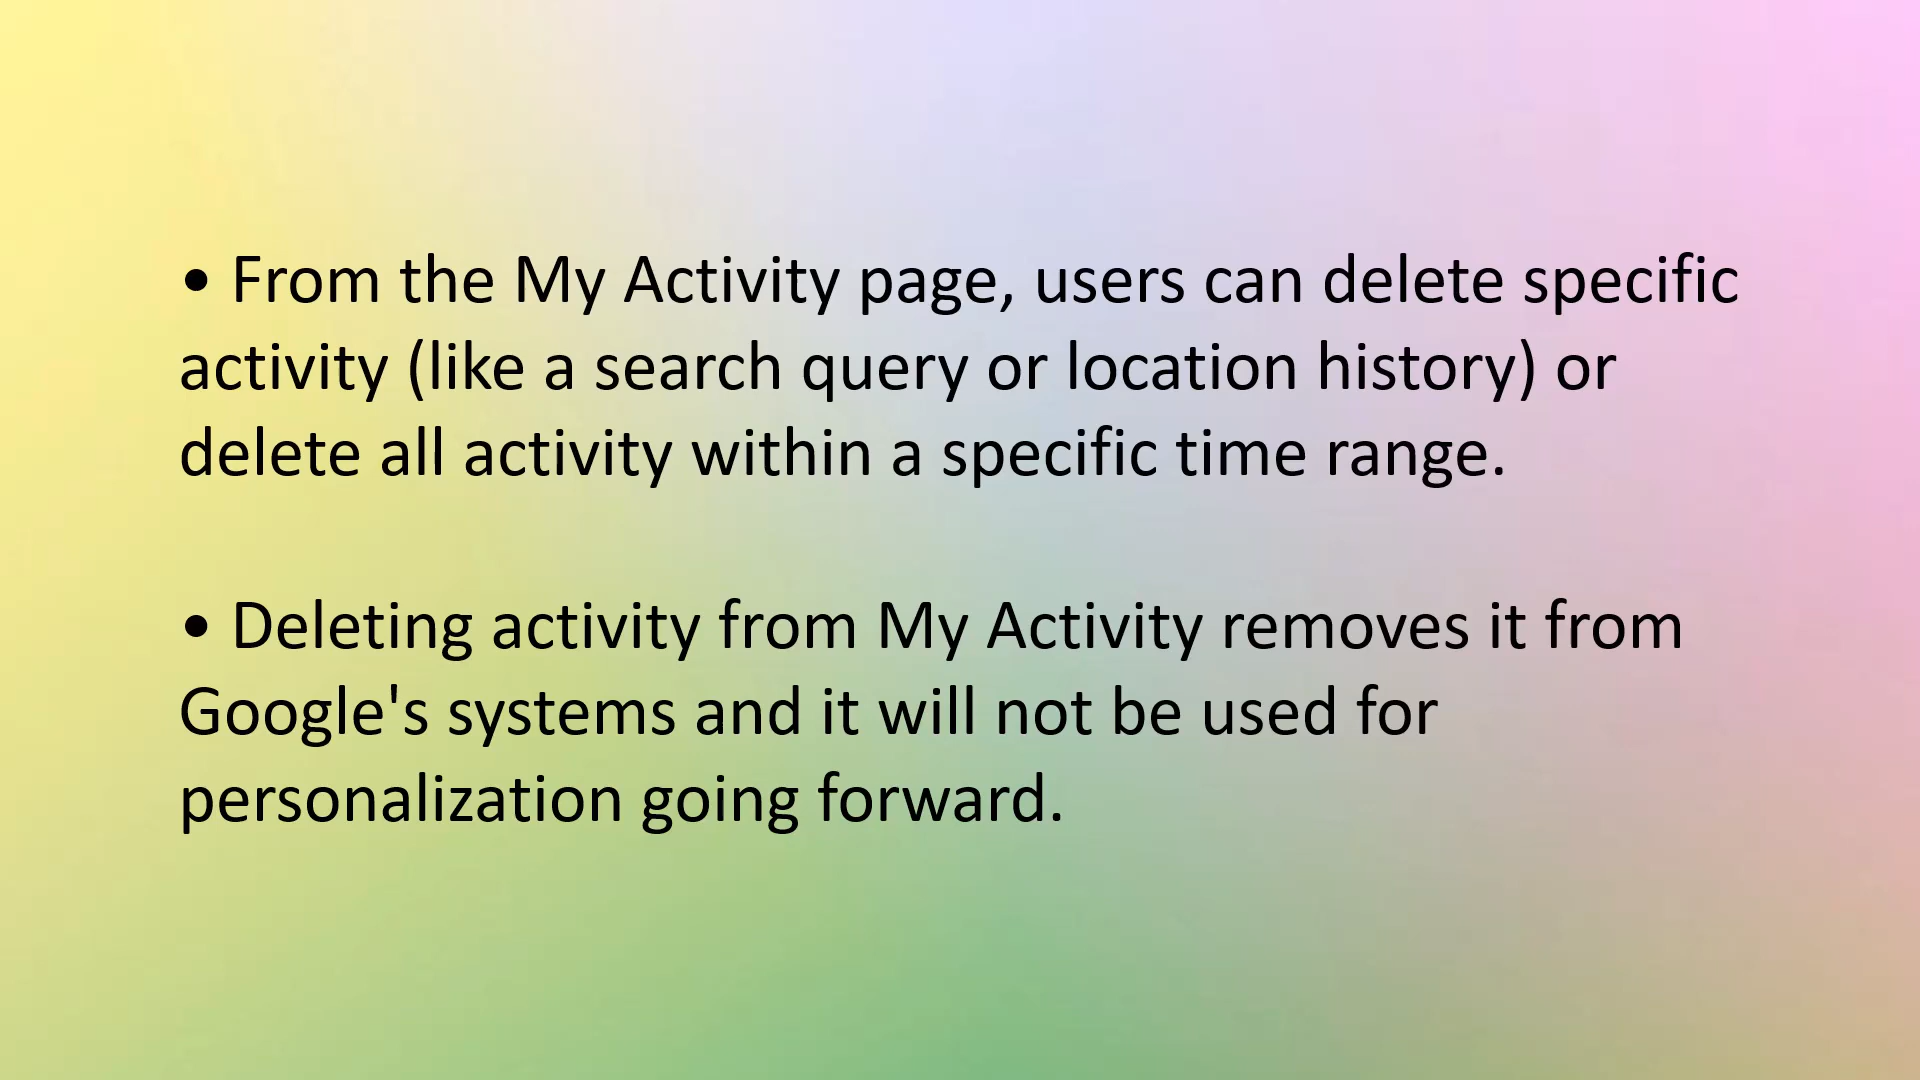 • From the My Activity page, users can delete specific
activity (like a search query or location history) or
delete all activity within a specific time range.
• Deleting activity from My Activity removes it from
Google's systems and it will not be used for
personalization going forward.